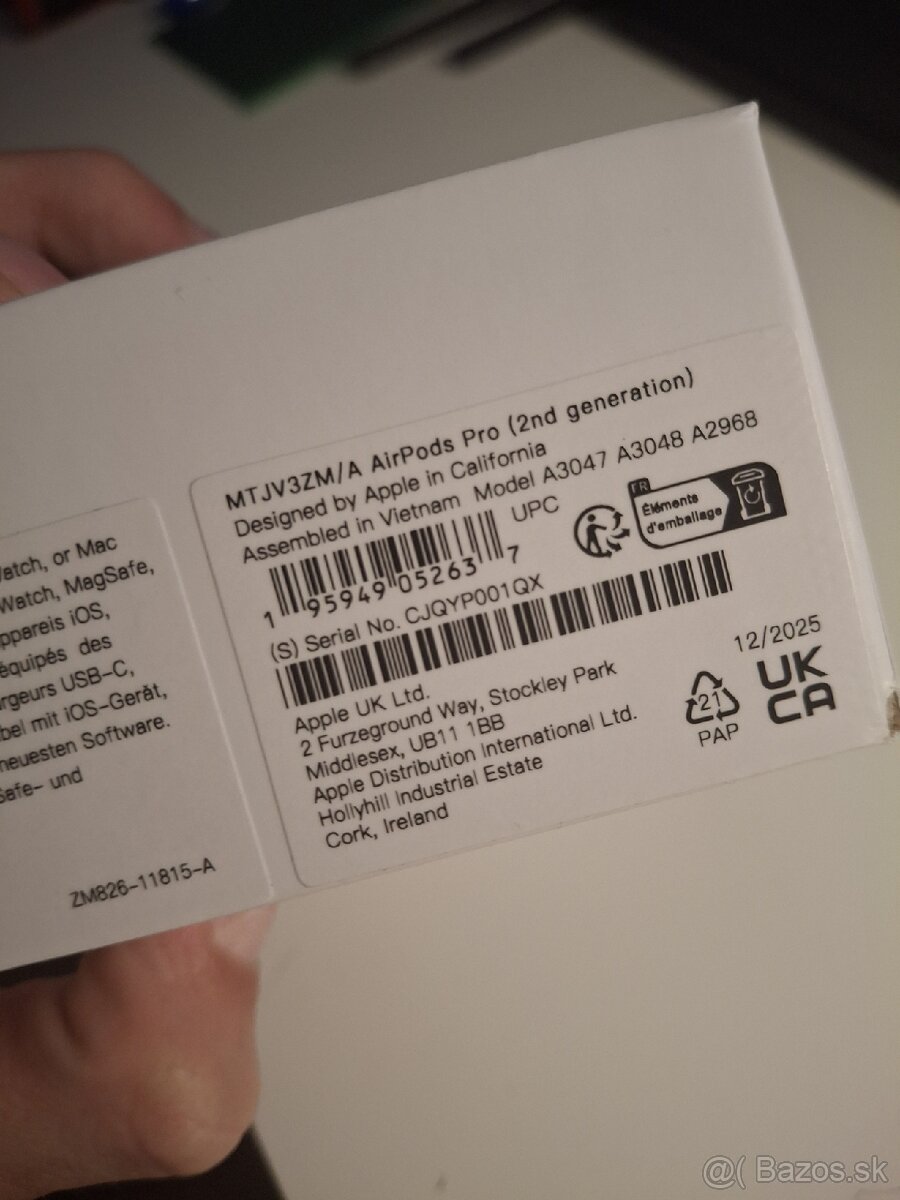 MTJV3ZM/A AirPods Pro (2nd generation)
Designed by Apple in California
Assembled in Vietnam Model A3047 A3048 A2968
UPC
1 95949 05263 7
FR
Éléments
d'emballage
(S) Serial No. CJQYP001QX
12/2025
Apple UK Ltd.
2 Furzeground Way, Stockley Park
Middlesex, UB11 1BB
Apple Distribution International Ltd.
Hollyhill Industrial Estate
Cork, Ireland
21
PAP
UK
CA
Watch, or Mac
Watch, MagSafe,
appareis iOS,
équipés des
argeurs USB-C,
bel mit iOS-Gerät,
neuesten Software.
Safe- und
ZM826-11815-A
@( Bazos.sk